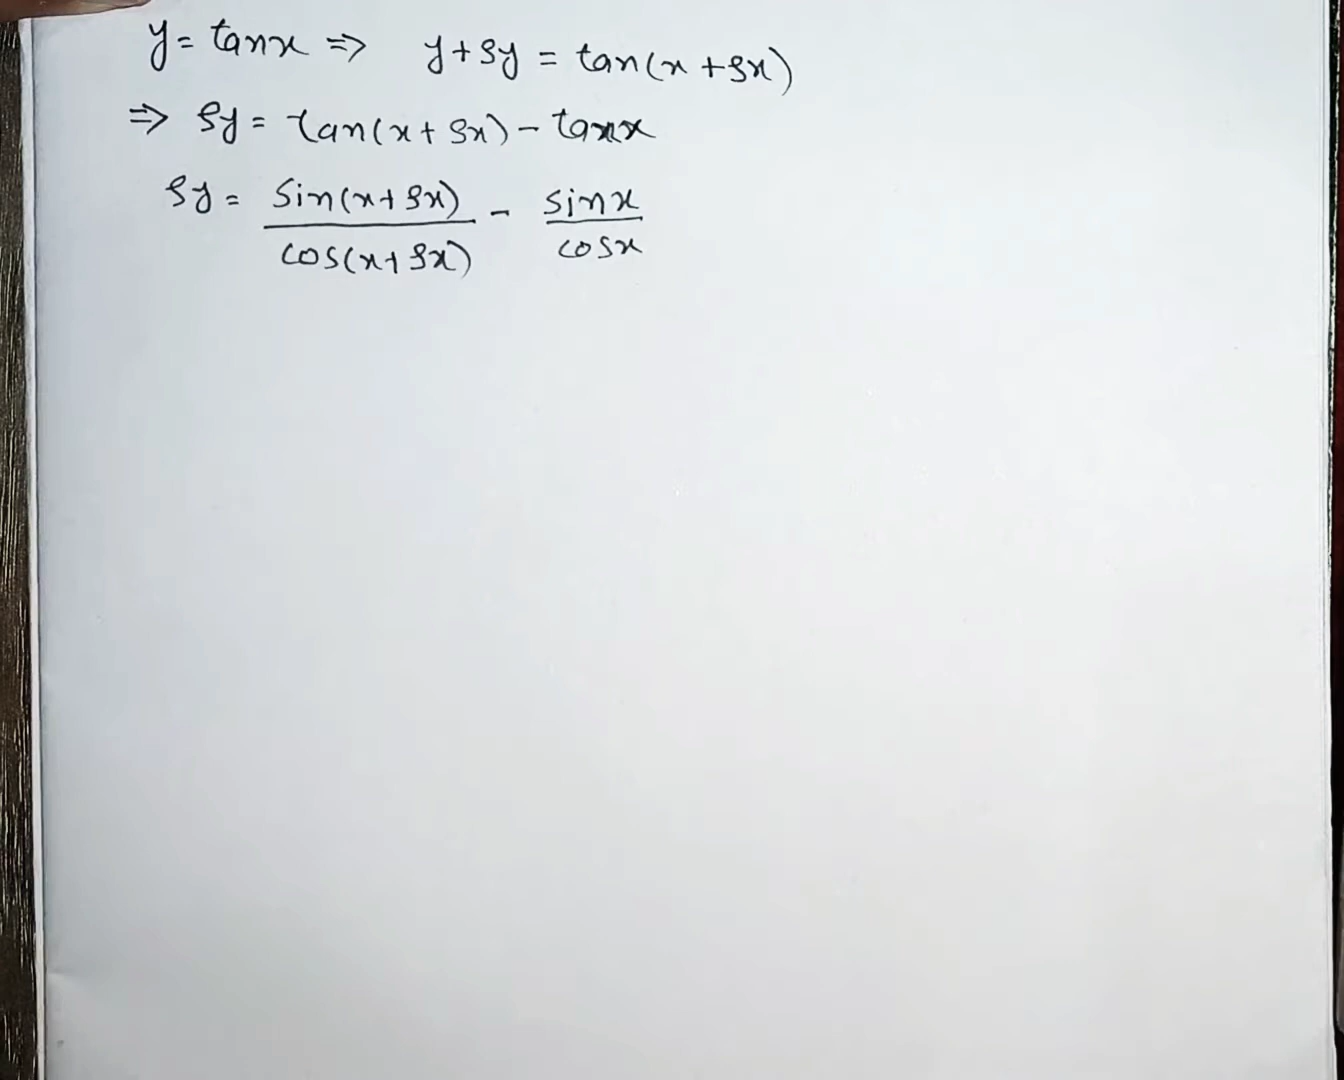 y = tanx ⇒ y+δy = tan(x+δx)
⇒ δy = tan(x+δx) - tanx
δy = sin(x+δx)/cos(x+δx) - sinx/cosx